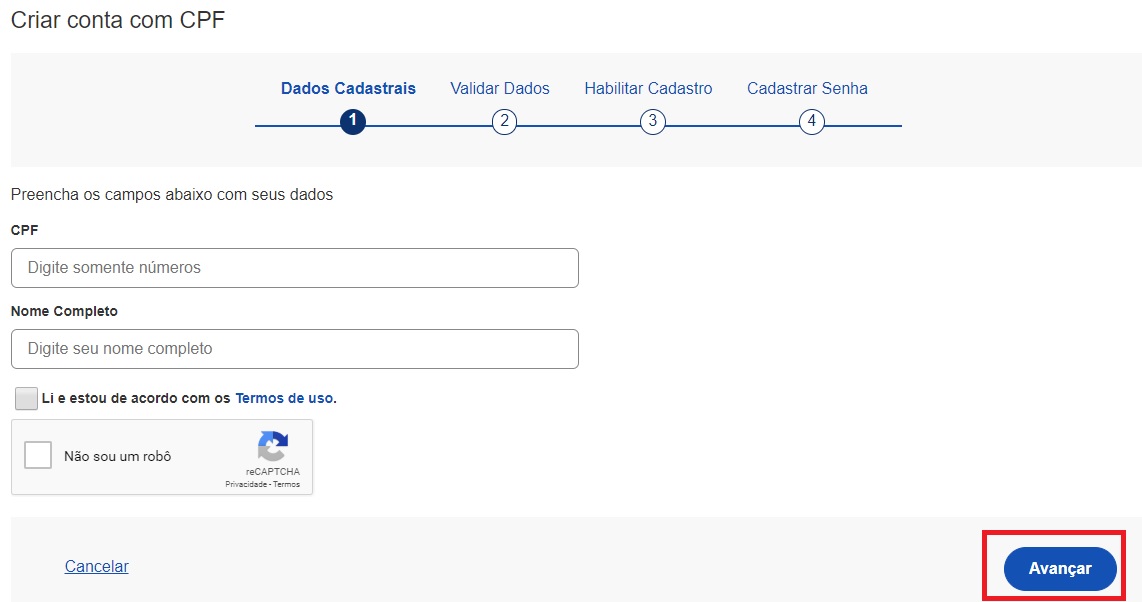 Criar conta com CPF
Dados Cadastrais Validar Dados Habilitar Cadastro Cadastrar Senha
1 2 3 4
Preencha os campos abaixo com seus dados
CPF
Digite somente números
Nome Completo
Digite seu nome completo
Li e estou de acordo com os Termos de uso.
Não sou um robô
reCAPTCHA
Privacidade - Termos
Cancelar
Avançar